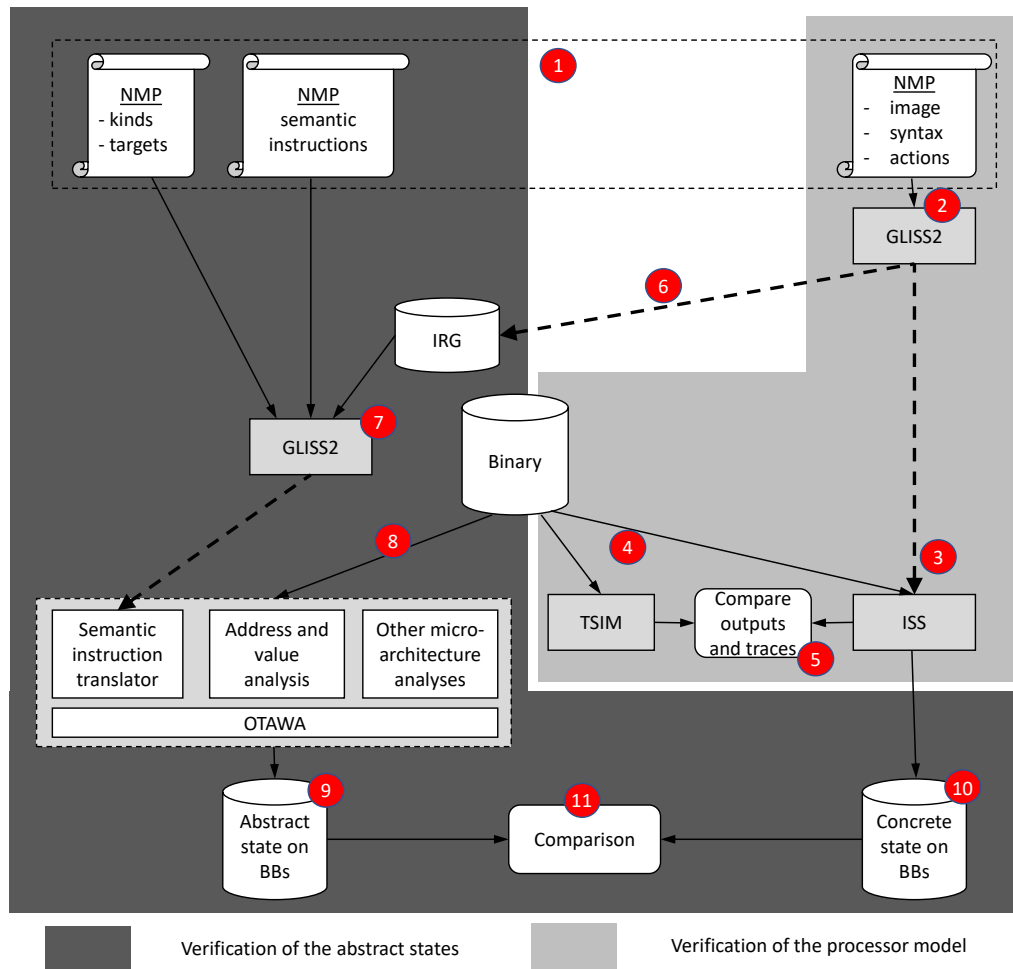 1
NMP
- kinds
- targets
NMP
semantic
instructions
NMP
- image
- syntax
- actions
2
GLISS2
6
IRG
7
GLISS2
Binary
8
4
3
Semantic
instruction
translator
Address and
value
analysis
Other micro-
architecture
analyses
OTAWA
TSIM
Compare
outputs
and traces
5
ISS
9
Abstract
state on
BBs
11
Comparison
10
Concrete
state on
BBs
Verification of the abstract states
Verification of the processor model